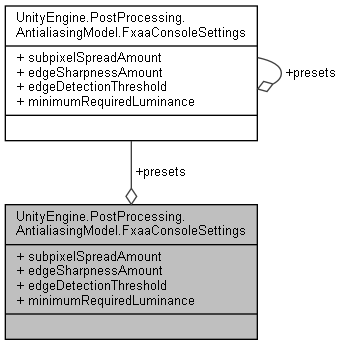 UnityEngine.PostProcessing.
AntialiasingModel.FxaaConsoleSettings
+ subpixelSpreadAmount
+ edgeSharpnessAmount
+ edgeDetectionThreshold
+ minimumRequiredLuminance
+presets
+presets
UnityEngine.PostProcessing.
AntialiasingModel.FxaaConsoleSettings
+ subpixelSpreadAmount
+ edgeSharpnessAmount
+ edgeDetectionThreshold
+ minimumRequiredLuminance